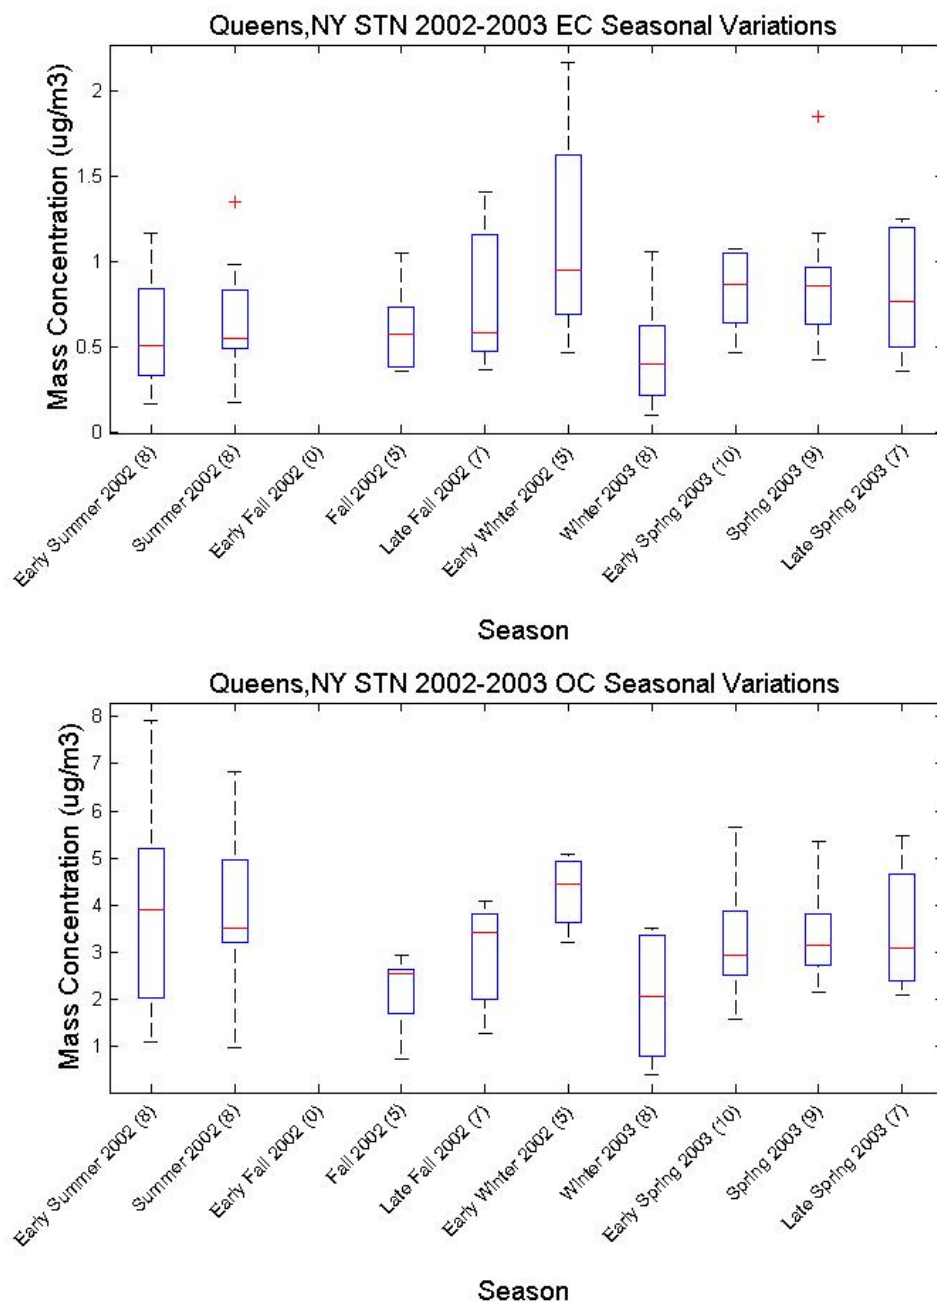 Queens,NY STN 2002-2003 EC Seasonal Variations
Mass Concentration (ug/m3)
2
1.5
1
0.5
0
Early Summer 2002 (8)
Summer 2002 (8)
Early Fall 2002 (0)
Fall 2002 (5)
Late Fall 2002 (7)
Early Winter 2002 (5)
Winter 2003 (8)
Early Spring 2003 (10)
Spring 2003 (9)
Late Spring 2003 (7)
Season
Queens,NY STN 2002-2003 OC Seasonal Variations
Mass Concentration (ug/m3)
8
7
6
5
4
3
2
1
Early Summer 2002 (8)
Summer 2002 (8)
Early Fall 2002 (0)
Fall 2002 (5)
Late Fall 2002 (7)
Early Winter 2002 (5)
Winter 2003 (8)
Early Spring 2003 (10)
Spring 2003 (9)
Late Spring 2003 (7)
Season